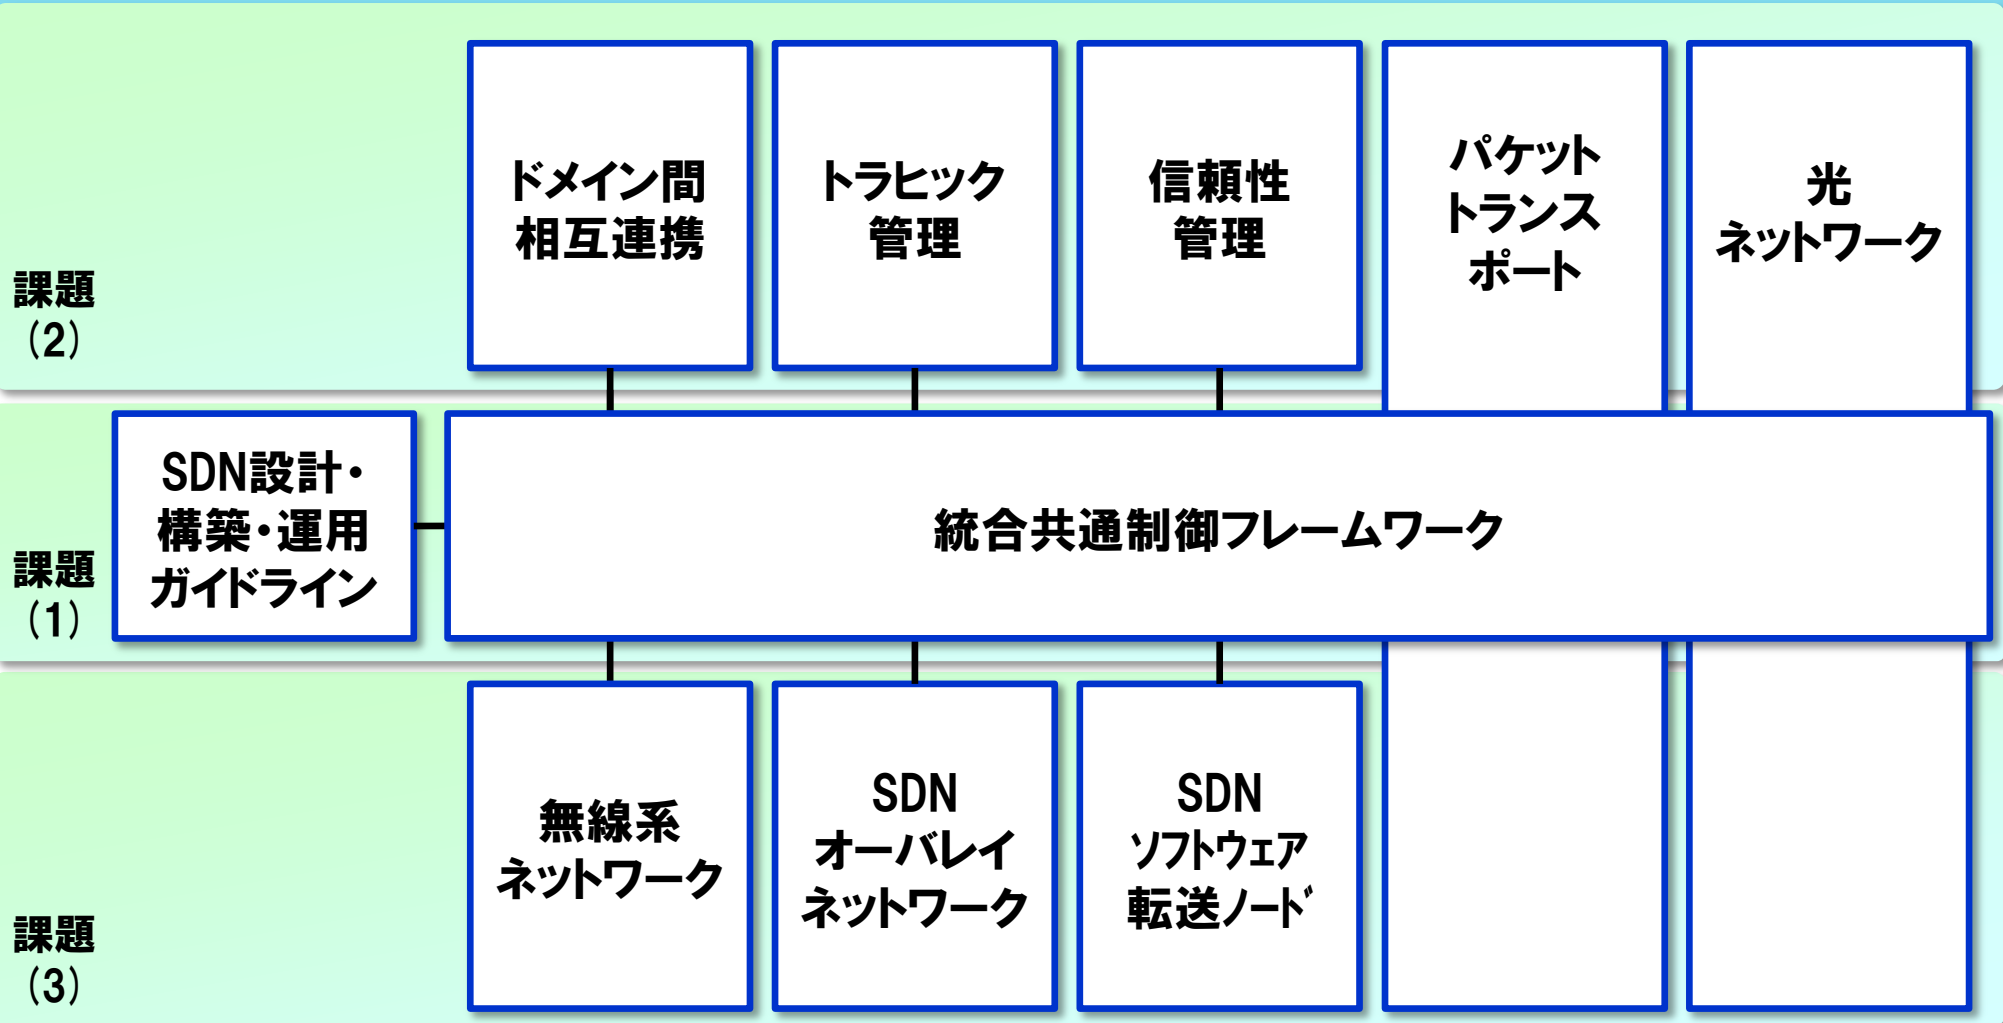 ドメイン間
相互連携
トラヒック
管理
信頼性
管理
パケット
トランス
ポート
光
ネットワーク
課題
(2)
SDN設計・
構築・運用
ガイドライン
統合共通制御フレームワーク
課題
(1)
無線系
ネットワーク
SDN
オーバレイ
ネットワーク
SDN
ソフトウェア
転送ノード
課題
(3)